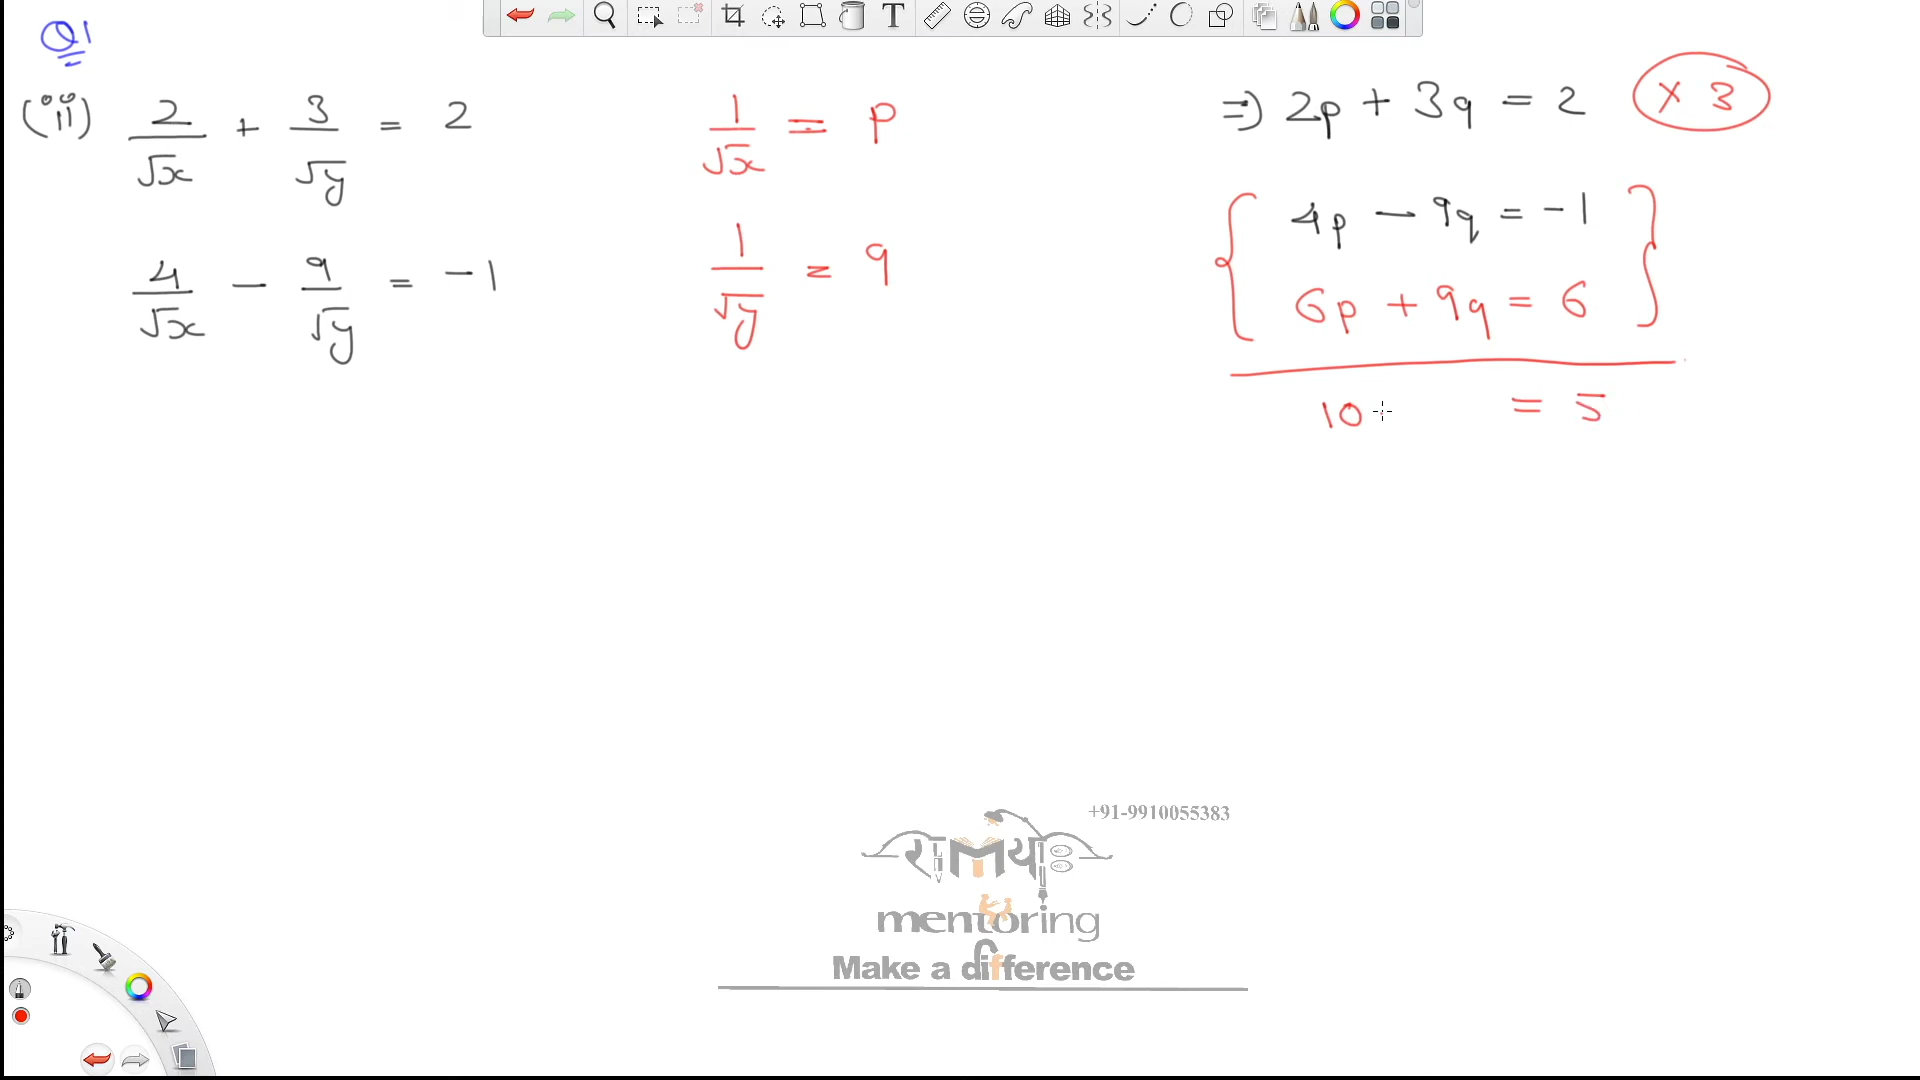 Q1
(ii) 2/√x + 3/√y = 2
4/√x - 9/√y = -1
1/√x = p
1/√y = q
⇒ 2p + 3q = 2 × 3
4p - 9q = -1
6p + 9q = 6
10 = 5
T
+91-9910055383
राम्या
mentoring
Make a difference